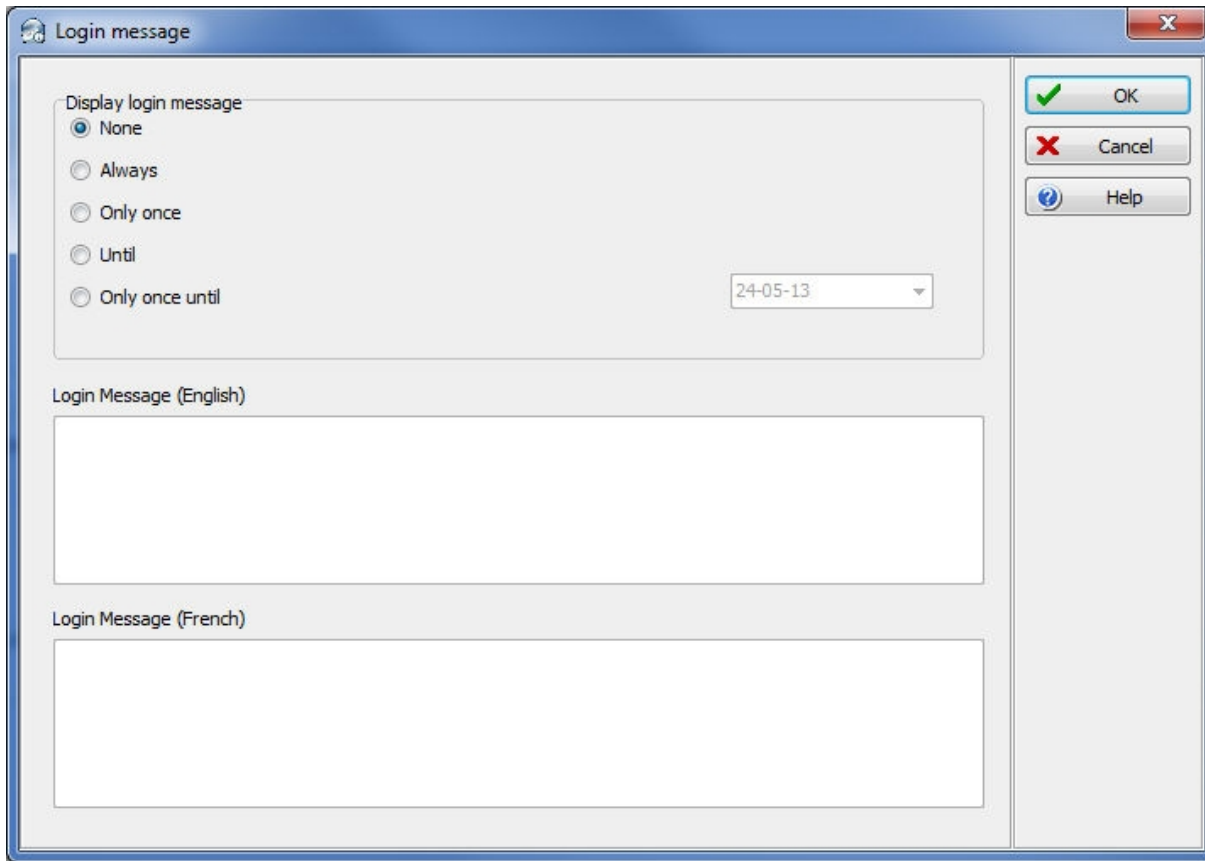 Login message
Display login message
None
Always
Only once
Until
Only once until
24-05-13
Login Message (English)
Login Message (French)
OK
Cancel
Help